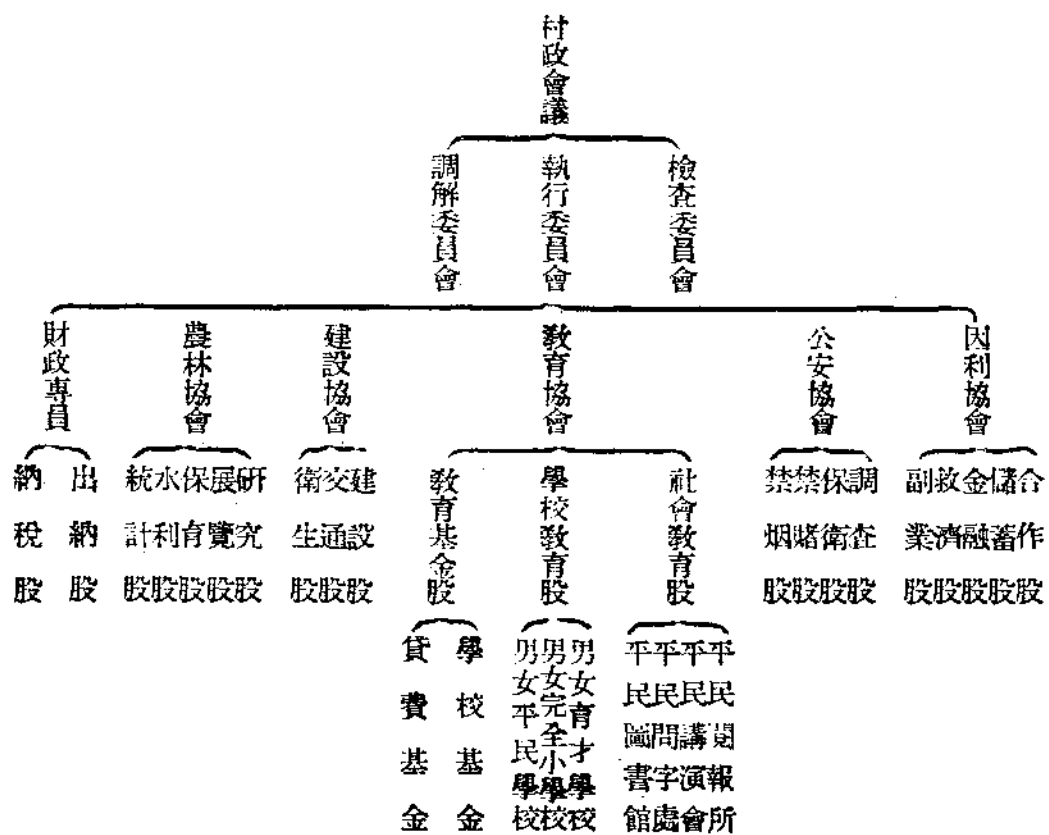 村政會議
檢查委員會
執行委員會
調解委員會
因利協會
公安協會
敎育協會
建設協會
農林協會
財政專員
合作股
儲蓄股
金融股
救濟股
副業股
調查股
保衛股
禁賭股
禁烟股
社會敎育股
學校敎育股
敎育基金股
建設股
交通股
衛生股
研究股
展覽股
保育股
水利股
統計股
出納股
納稅股
平民閱報所
平民講演會
平民問字處
平民圖書館
男女育才學校
男女完全小學校
男女平民學校
學校基金
貸費基金